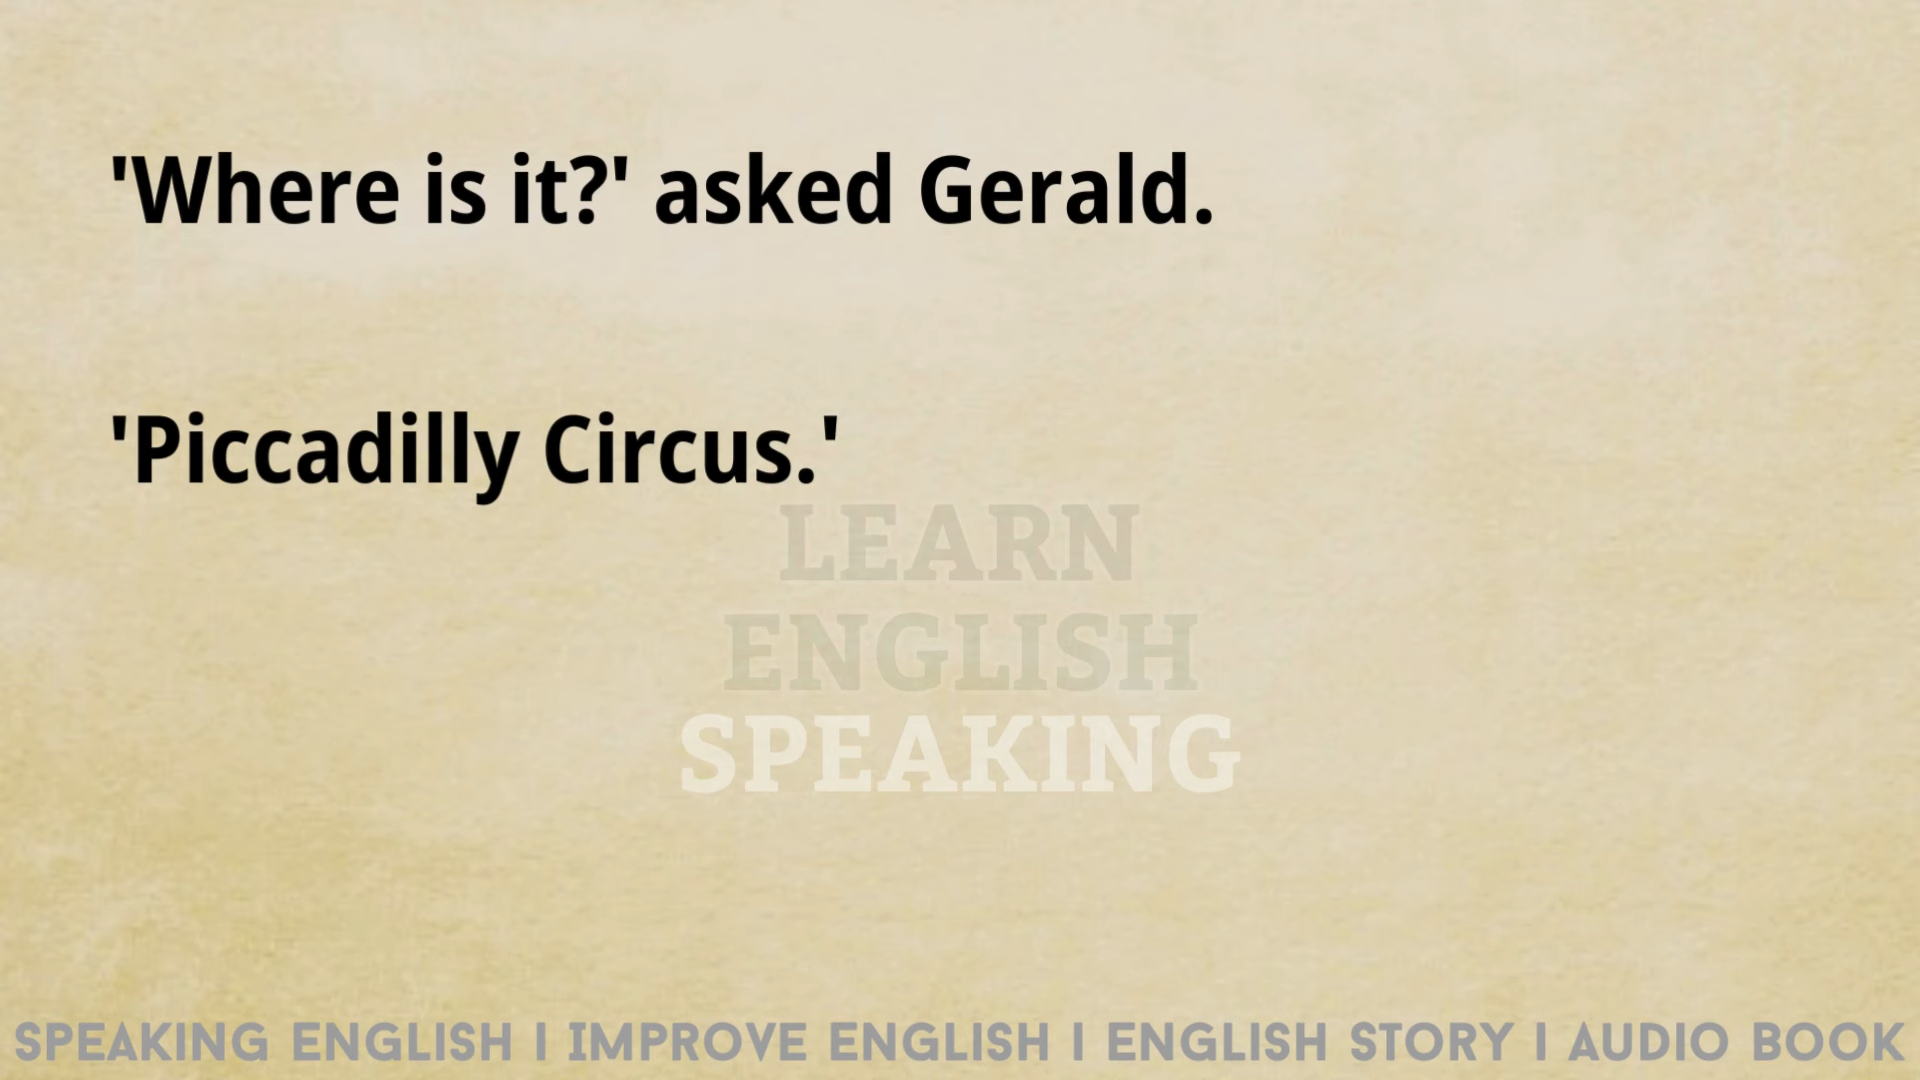 'Where is it?' asked Gerald.
'Piccadilly Circus.'
LEARN
ENGLISH
SPEAKING
SPEAKING ENGLISH I IMPROVE ENGLISH I ENGLISH STORY I AUDIO BOOK